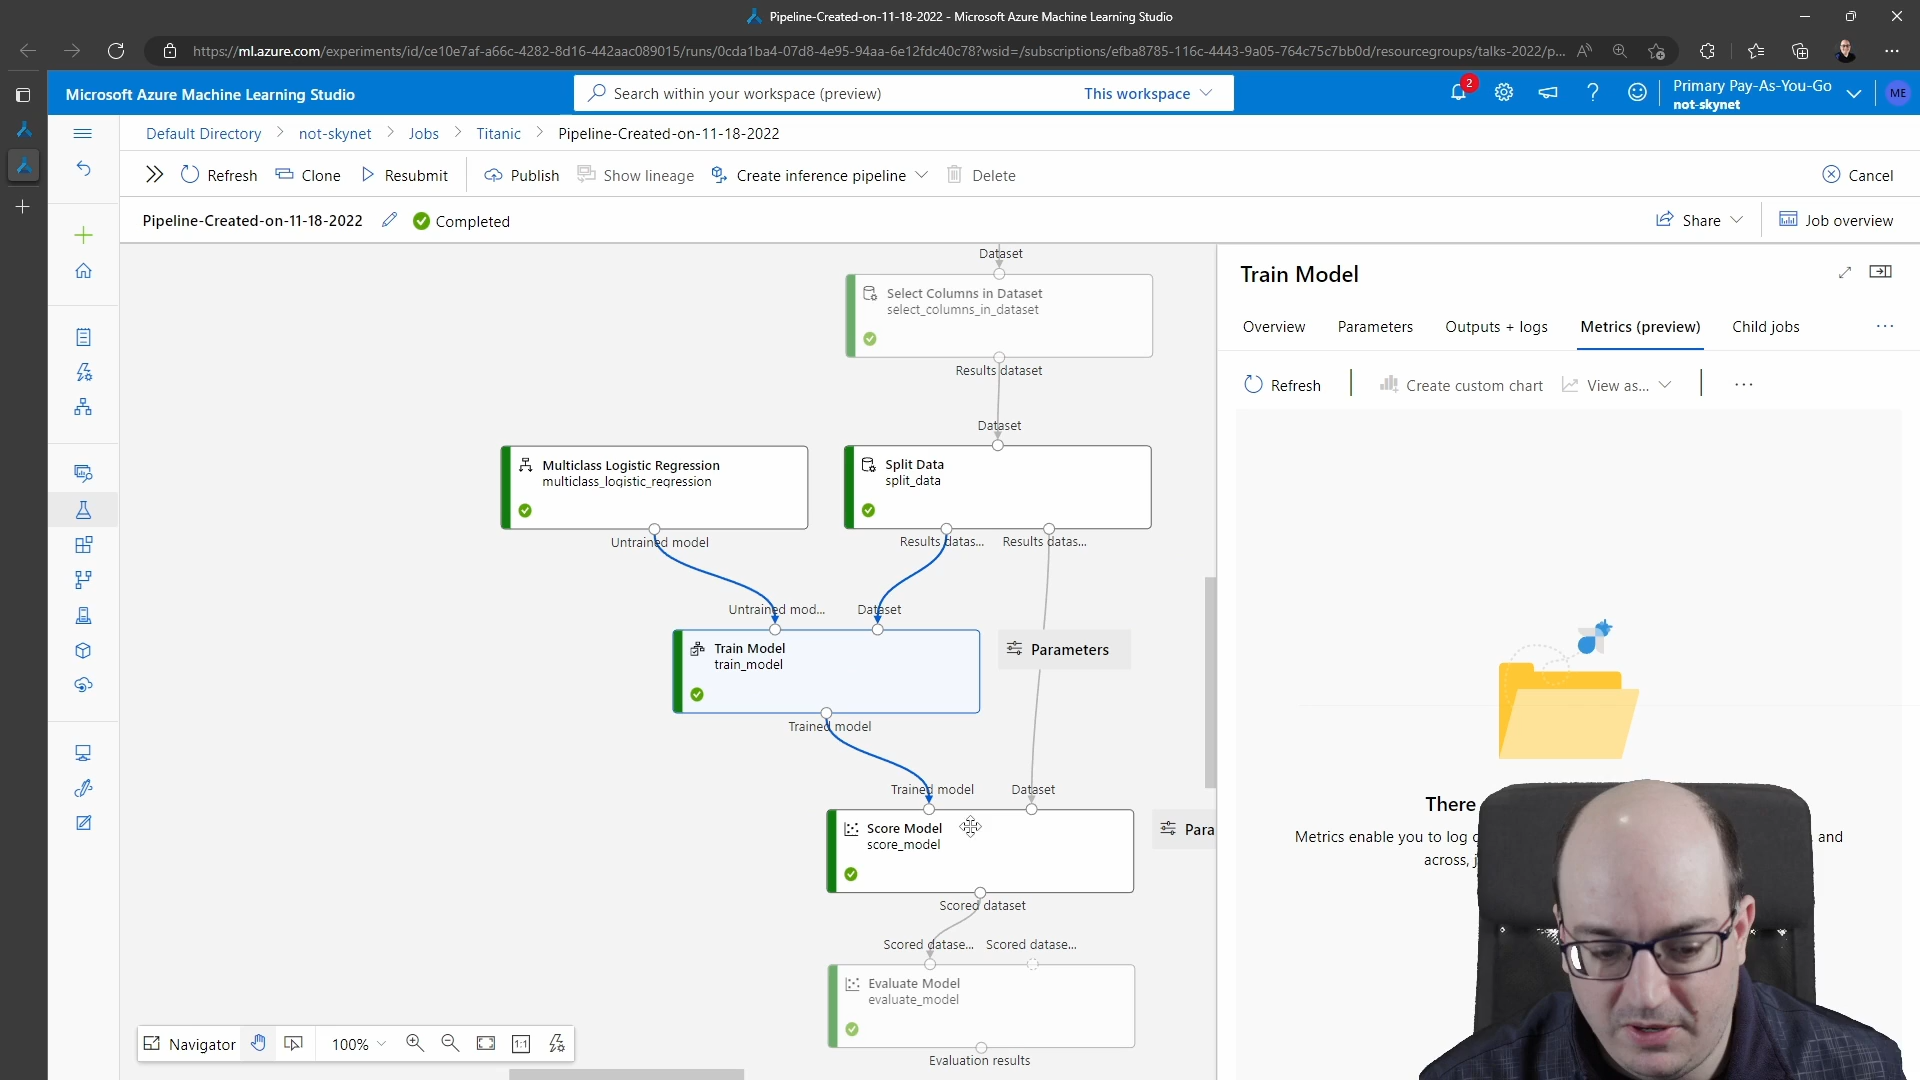 Pipeline-Created-on-11-18-2022 - Microsoft Azure Machine Learning Studio
https://ml.azure.com/experiments/id/ce10e7af-a66c-4282-8d16-442aac089015/runs/0cda1ba4-07d8-4e95-94aa-6e12fdc40c78?wsid=/subscriptions/efba8785-116c-4443-9a05-764c75c7bb0d/resourcegroups/talks-2022/p...
Microsoft Azure Machine Learning Studio
Search within your workspace (preview)
This workspace
2
Primary Pay-As-You-Go
not-skynet
ME
Default Directory > not-skynet > Jobs > Titanic > Pipeline-Created-on-11-18-2022
Refresh Clone Resubmit Publish Show lineage Create inference pipeline Delete Cancel
Pipeline-Created-on-11-18-2022 Completed Share Job overview
Dataset
Select Columns in Dataset
select_columns_in_dataset
Results dataset
Dataset
Multiclass Logistic Regression
multiclass_logistic_regression
Untrained model
Split Data
split_data
Results datas... Results datas...
Untrained mod... Dataset
Train Model
train_model
Parameters
Trained model
Trained model Dataset
Score Model
score_model
Para
Scored dataset
Scored datase... Scored datase...
Evaluate Model
evaluate_model
Evaluation results
Navigator 100% 1:1
Train Model
Overview Parameters Outputs + logs Metrics (preview) Child jobs
Refresh Create custom chart View as...
There
Metrics enable you to log and
across,